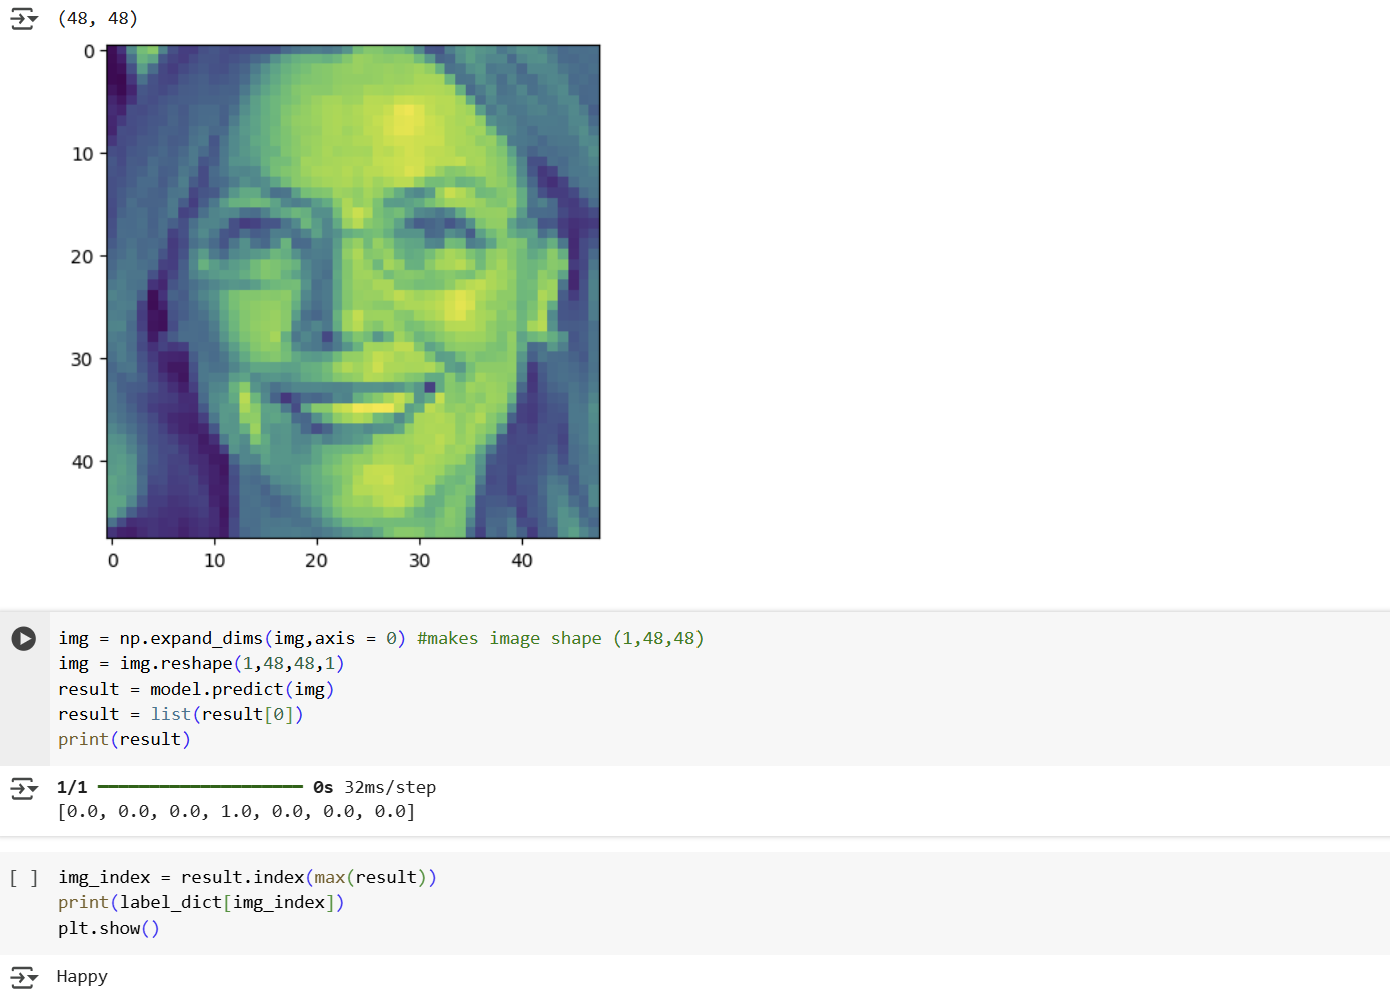 (48, 48)
0
10
20
30
40
0 10 20 30 40
img = np.expand_dims(img,axis = 0) #makes image shape (1,48,48)
img = img.reshape(1,48,48,1)
result = model.predict(img)
result = list(result[0])
print(result)
1/1 ━━━━━━━━━━━━━━━━━━━━ 0s 32ms/step
[0.0, 0.0, 0.0, 1.0, 0.0, 0.0, 0.0]
[ ] img_index = result.index(max(result))
print(label_dict[img_index])
plt.show()
Happy